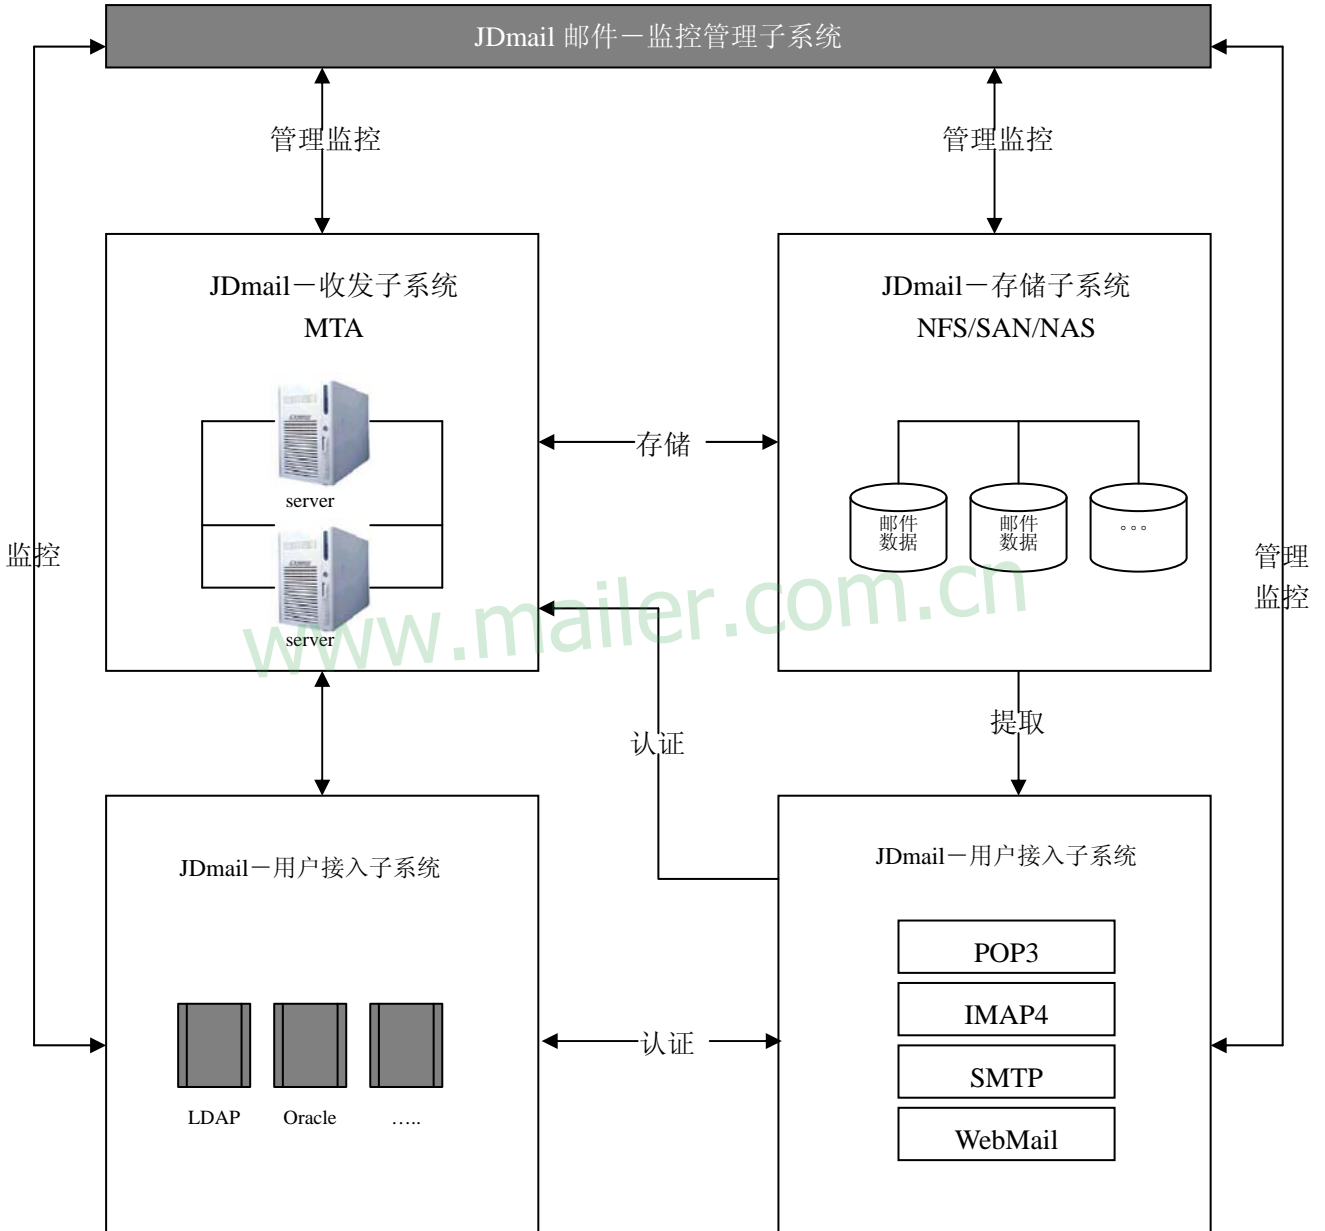 JDmail 邮件－监控管理子系统
管理监控
管理监控
JDmail－收发子系统
MTA
server
server
存储
JDmail－存储子系统
NFS/SAN/NAS
邮件
数据
邮件
数据
。。。
监控
管理
监控
www.mailer.com.cn
认证
提取
JDmail－用户接入子系统
LDAP
Oracle
…..
认证
JDmail－用户接入子系统
POP3
IMAP4
SMTP
WebMail